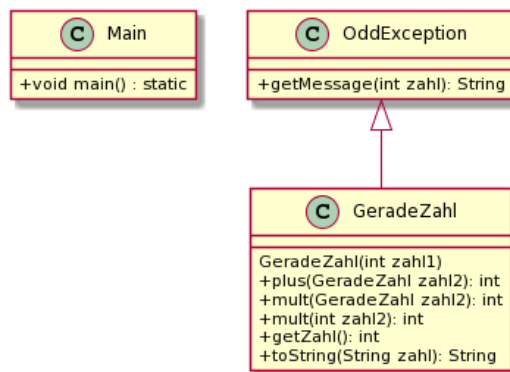 C Main
+void main() : static
C OddException
+getMessage(int zahl): String
C GeradeZahl
GeradeZahl(int zahl1)
+plus(GeradeZahl zahl2): int
+mult(GeradeZahl zahl2): int
+mult(int zahl2): int
+getZahl(): int
+toString(String zahl): String